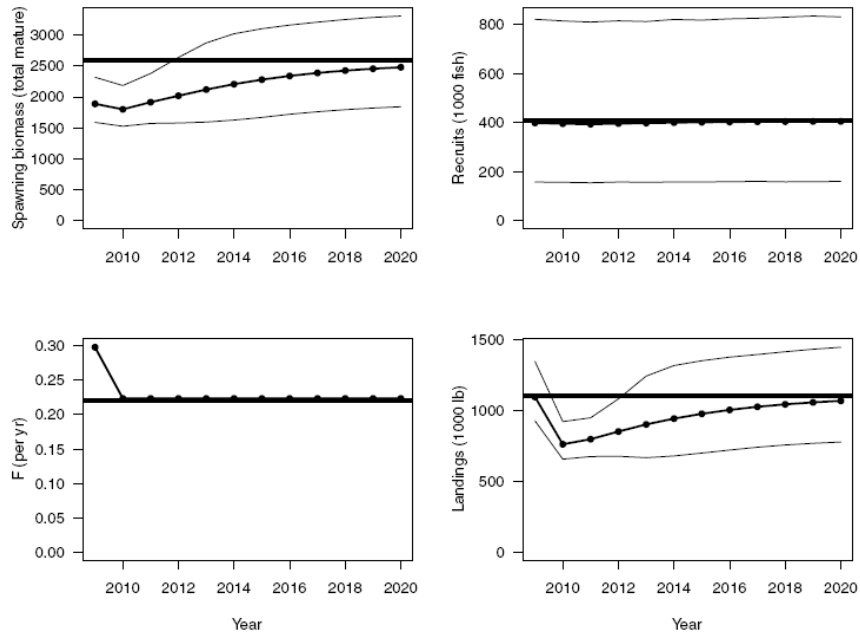 Spawning biomass (total mature)
3000
2500
2000
1500
1000
500
0
2010 2012 2014 2016 2018 2020
Recruits (1000 fish)
800
600
400
200
0
2010 2012 2014 2016 2018 2020
F (per yr)
0.30
0.25
0.20
0.15
0.10
0.05
0.00
2010 2012 2014 2016 2018 2020
Year
Landings (1000 lb)
1500
1000
500
0
2010 2012 2014 2016 2018 2020
Year